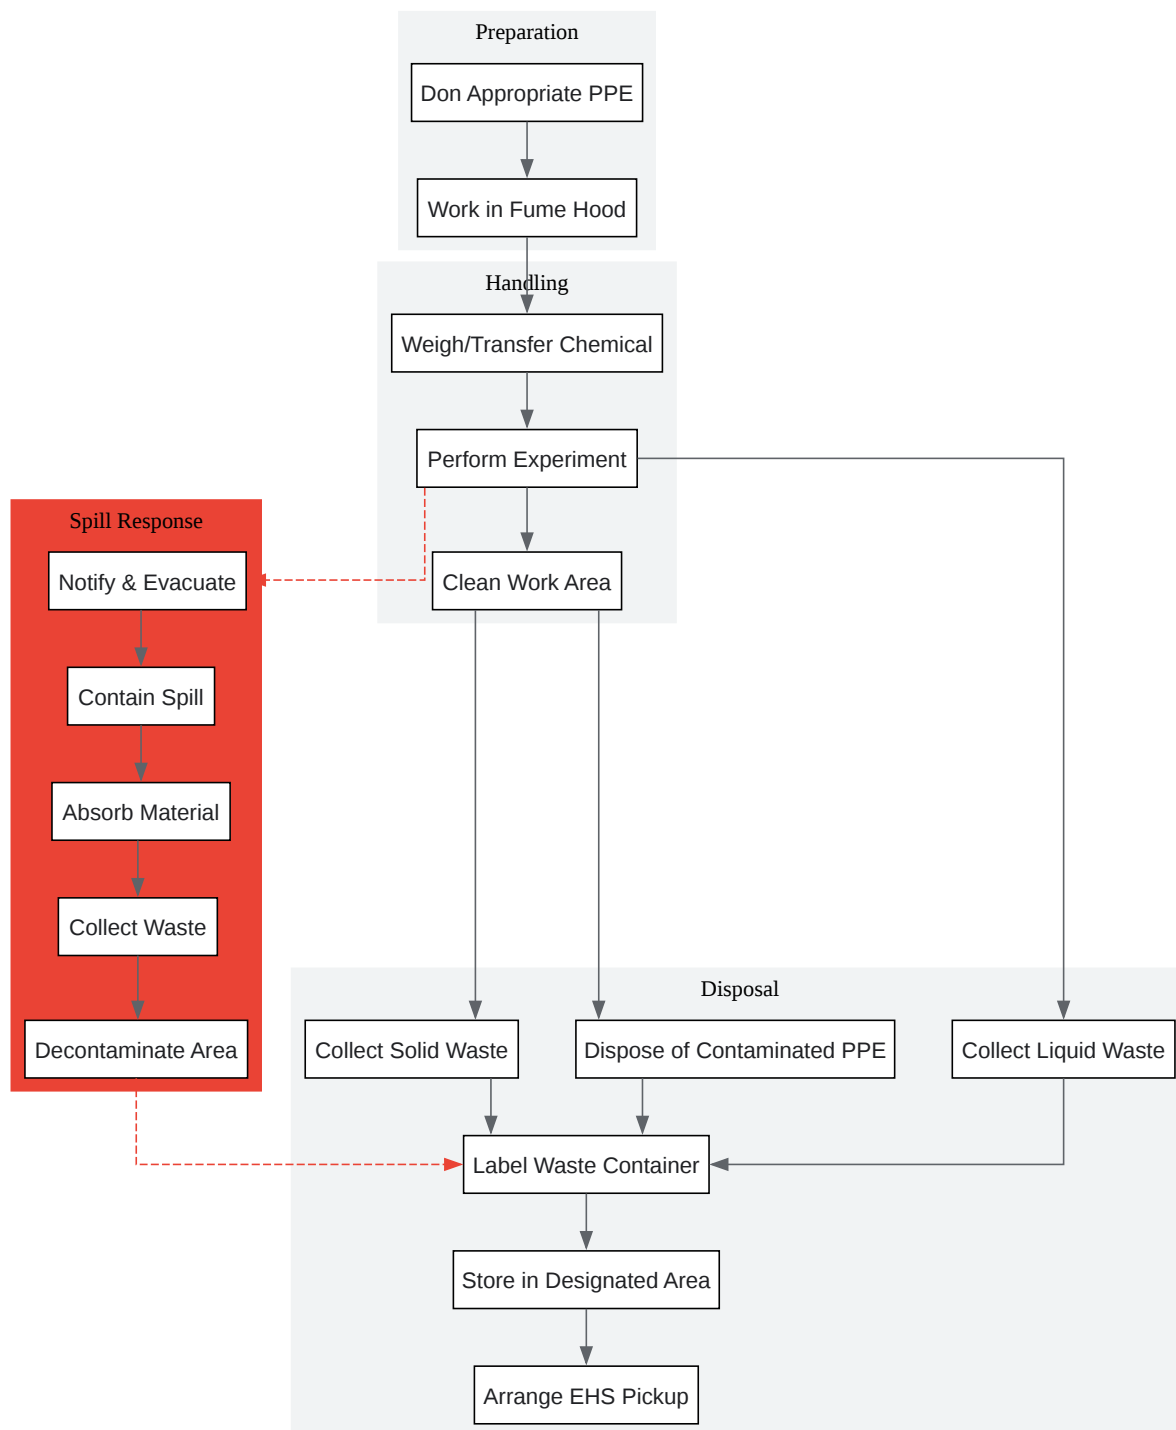 Preparation
Don Appropriate PPE
Work in Fume Hood
Handling
Weigh/Transfer Chemical
Perform Experiment
Clean Work Area
Spill Response
Notify & Evacuate
Contain Spill
Absorb Material
Collect Waste
Decontaminate Area
Disposal
Collect Solid Waste
Dispose of Contaminated PPE
Collect Liquid Waste
Label Waste Container
Store in Designated Area
Arrange EHS Pickup